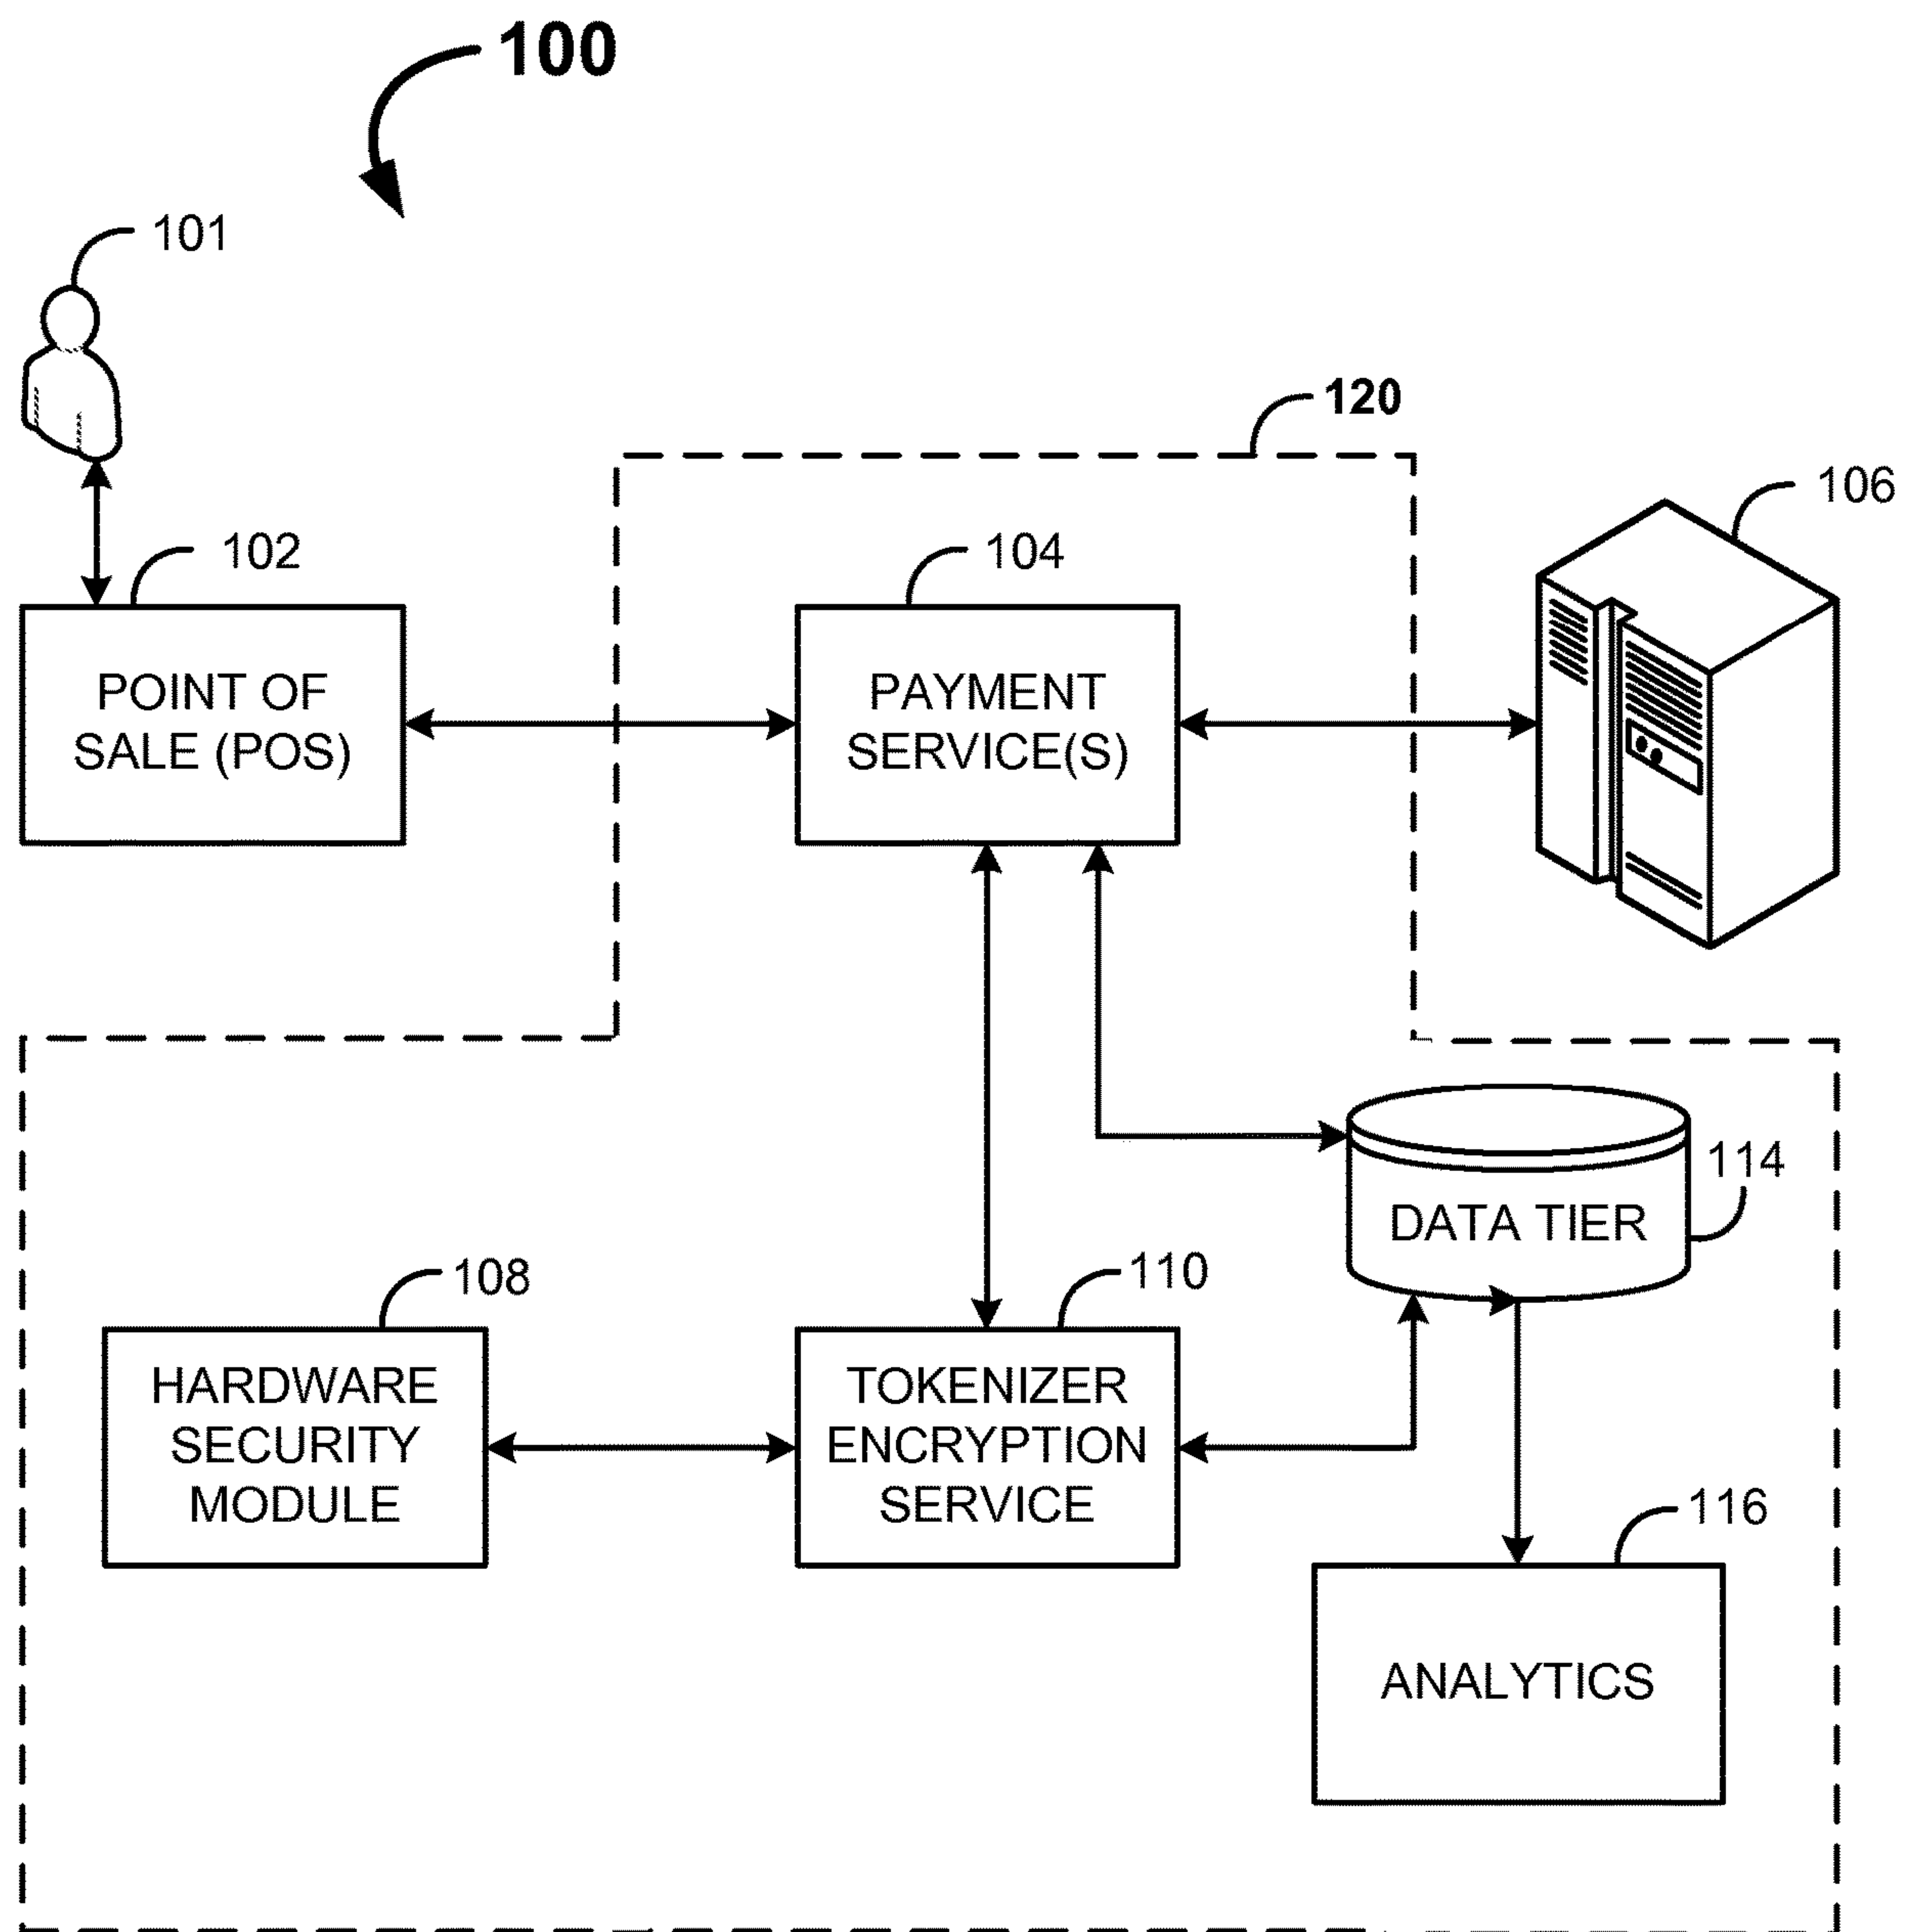 100
101
120
106
102
104
POINT OF
SALE (POS)
PAYMENT
SERVICE(S)
114
DATA TIER
108
110
HARDWARE
SECURITY
MODULE
TOKENIZER
ENCRYPTION
SERVICE
116
ANALYTICS